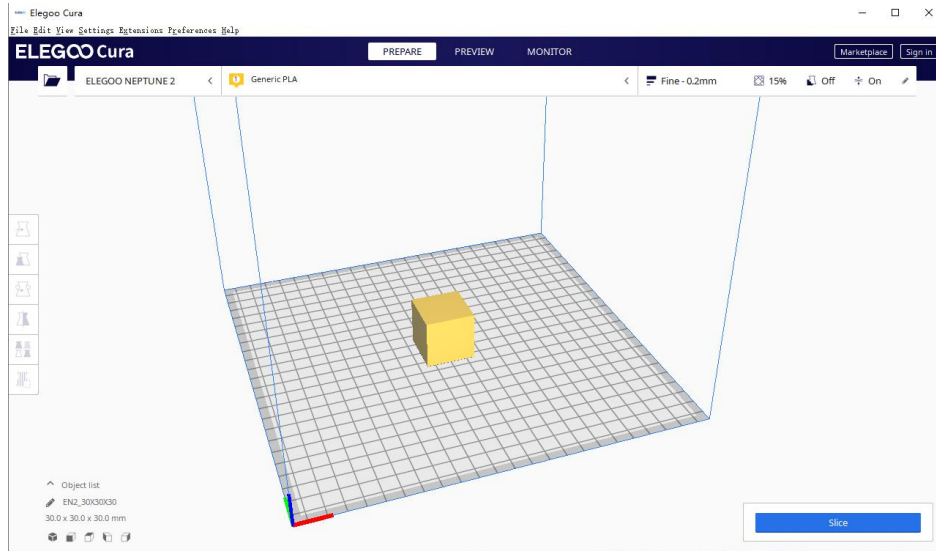 Elegoo Cura
File Edit View Settings Extensions Preferences Help
ELEGOO Cura PREPARE PREVIEW MONITOR Marketplace Sign in
ELEGOO NEPTUNE 2 Generic PLA Fine - 0.2mm 15% Off On
Object list
EN2_30X30X30
30.0 x 30.0 x 30.0 mm
Slice